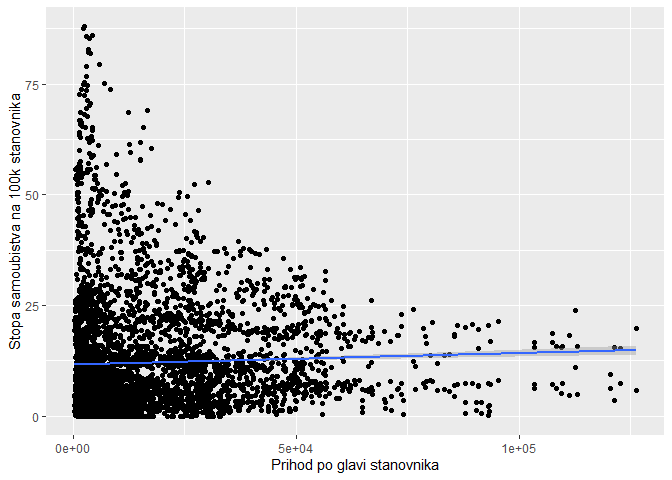 Stopa samoubistva na 100k stanovnika
75
50
25
0
0e+00
5e+04
1e+05
Prihod po glavi stanovnika